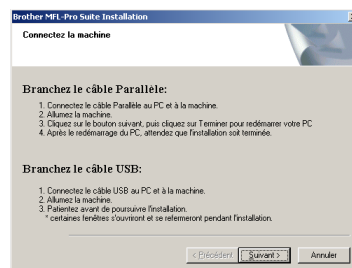 Brother MFL-Pro Suite Installation
Connectez la machine
Branchez le câble Parallèle:
1. Connectez le câble Parallèle au PC et à la machine.
2. Allumez la machine.
3. Cliquez sur le bouton suivant, puis cliquez sur Terminer pour redémarrer votre PC
4. Après le redémarrage du PC, attendez que l'installation soit terminée.
Branchez le câble USB:
1. Connectez le câble USB au PC et à la machine.
2. Allumez la machine.
3. Patientez avant de poursuivre l'installation.
* certaines fenêtres s'ouvriront et se refermeront pendant l'installation.
< Précédent Suivant > Annuler